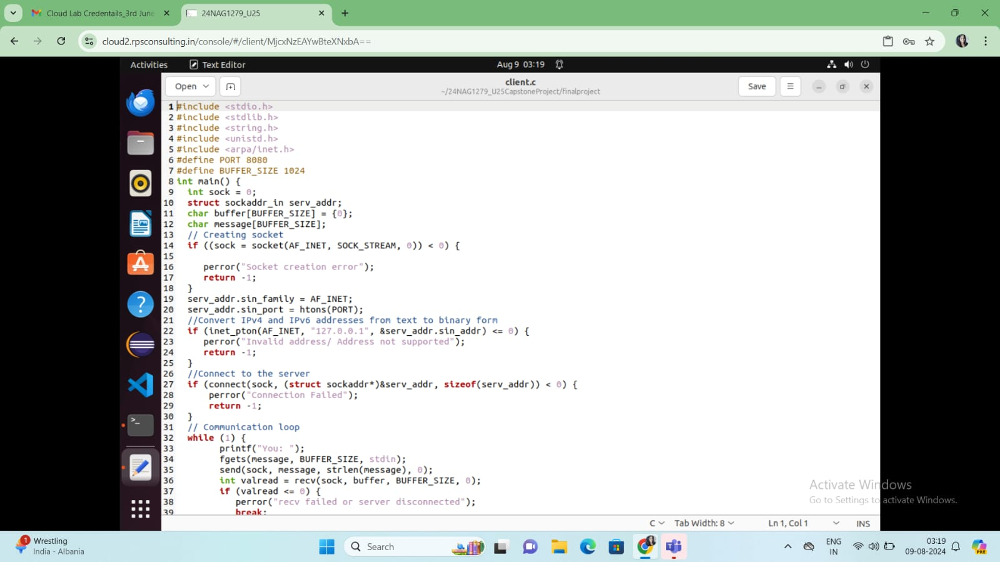 Cloud Lab Credentails_3rd June
24NAG1279_U25
cloud2.rpsconsulting.in/console/#/client/MjcxNzEAYwBteXNxbA==
Activities
Text Editor
Aug 9 03:19
Open
client.c
~/24NAG1279_U25CapstoneProject/finalproject
Save
1 #include <stdio.h>
2 #include <stdlib.h>
3 #include <string.h>
4 #include <unistd.h>
5 #include <arpa/inet.h>
6 #define PORT 8080
7 #define BUFFER_SIZE 1024
8 int main() {
9 int sock = 0;
10 struct sockaddr_in serv_addr;
11 char buffer[BUFFER_SIZE] = {0};
12 char message[BUFFER_SIZE];
13 // Creating socket
14 if ((sock = socket(AF_INET, SOCK_STREAM, 0)) < 0) {
15
16 perror("Socket creation error");
17 return -1;
18 }
19 serv_addr.sin_family = AF_INET;
20 serv_addr.sin_port = htons(PORT);
21 //Convert IPv4 and IPv6 addresses from text to binary form
22 if (inet_pton(AF_INET, "127.0.0.1", &serv_addr.sin_addr) <= 0) {
23 perror("Invalid address/ Address not supported");
24 return -1;
25 }
26 //Connect to the server
27 if (connect(sock, (struct sockaddr*)&serv_addr, sizeof(serv_addr)) < 0) {
28 perror("Connection Failed");
29 return -1;
30 }
31 // Communication loop
32 while (1) {
33 printf("You: ");
34 fgets(message, BUFFER_SIZE, stdin);
35 send(sock, message, strlen(message), 0);
36 int valread = recv(sock, buffer, BUFFER_SIZE, 0);
37 if (valread <= 0) {
38 perror("recv failed or server disconnected");
39 break;
Activate Windows
Go to Settings to activate Windows.
C
Tab Width: 8
Ln 1, Col 1
INS
1
Wrestling
India - Albania
Search
ENG
IN
03:19
09-08-2024
PRE